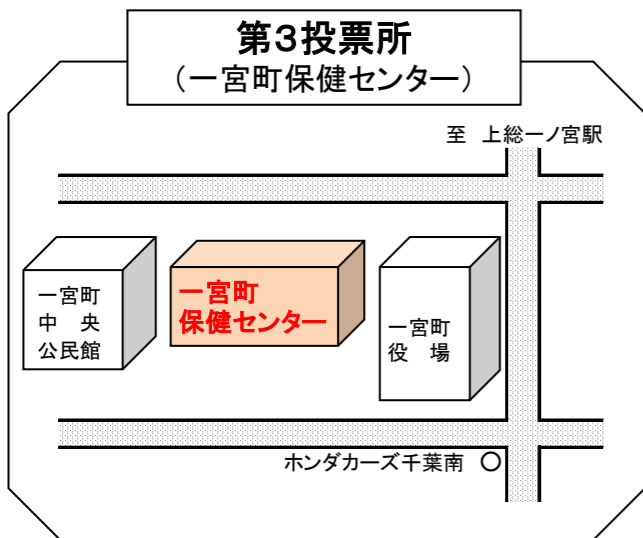 第3投票所
(一宮町保健センター)
至 上総一ノ宮駅
一宮町
中 央
公民館
一宮町
保健センター
一宮町
役 場
ホンダカーズ千葉南